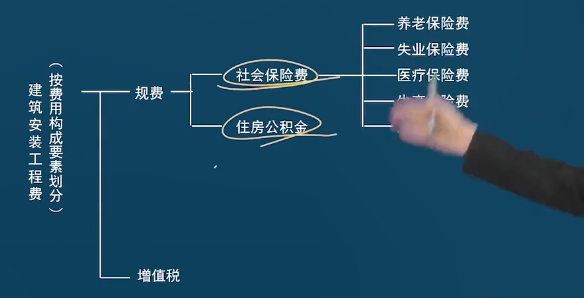 建筑安装工程费
（按费用构成要素划分）
规费
社会保险费
养老保险费
失业保险费
医疗保险费
险费
住房公积金
增值税